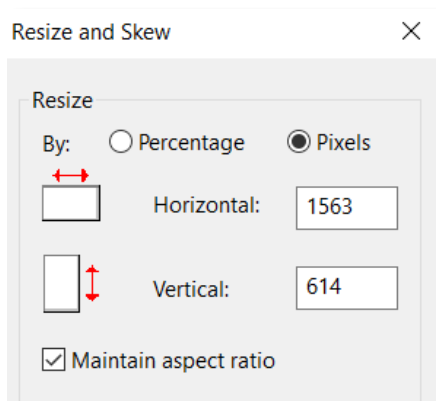 Resize and Skew
Resize
By: Percentage Pixels
Horizontal: 1563
Vertical: 614
Maintain aspect ratio